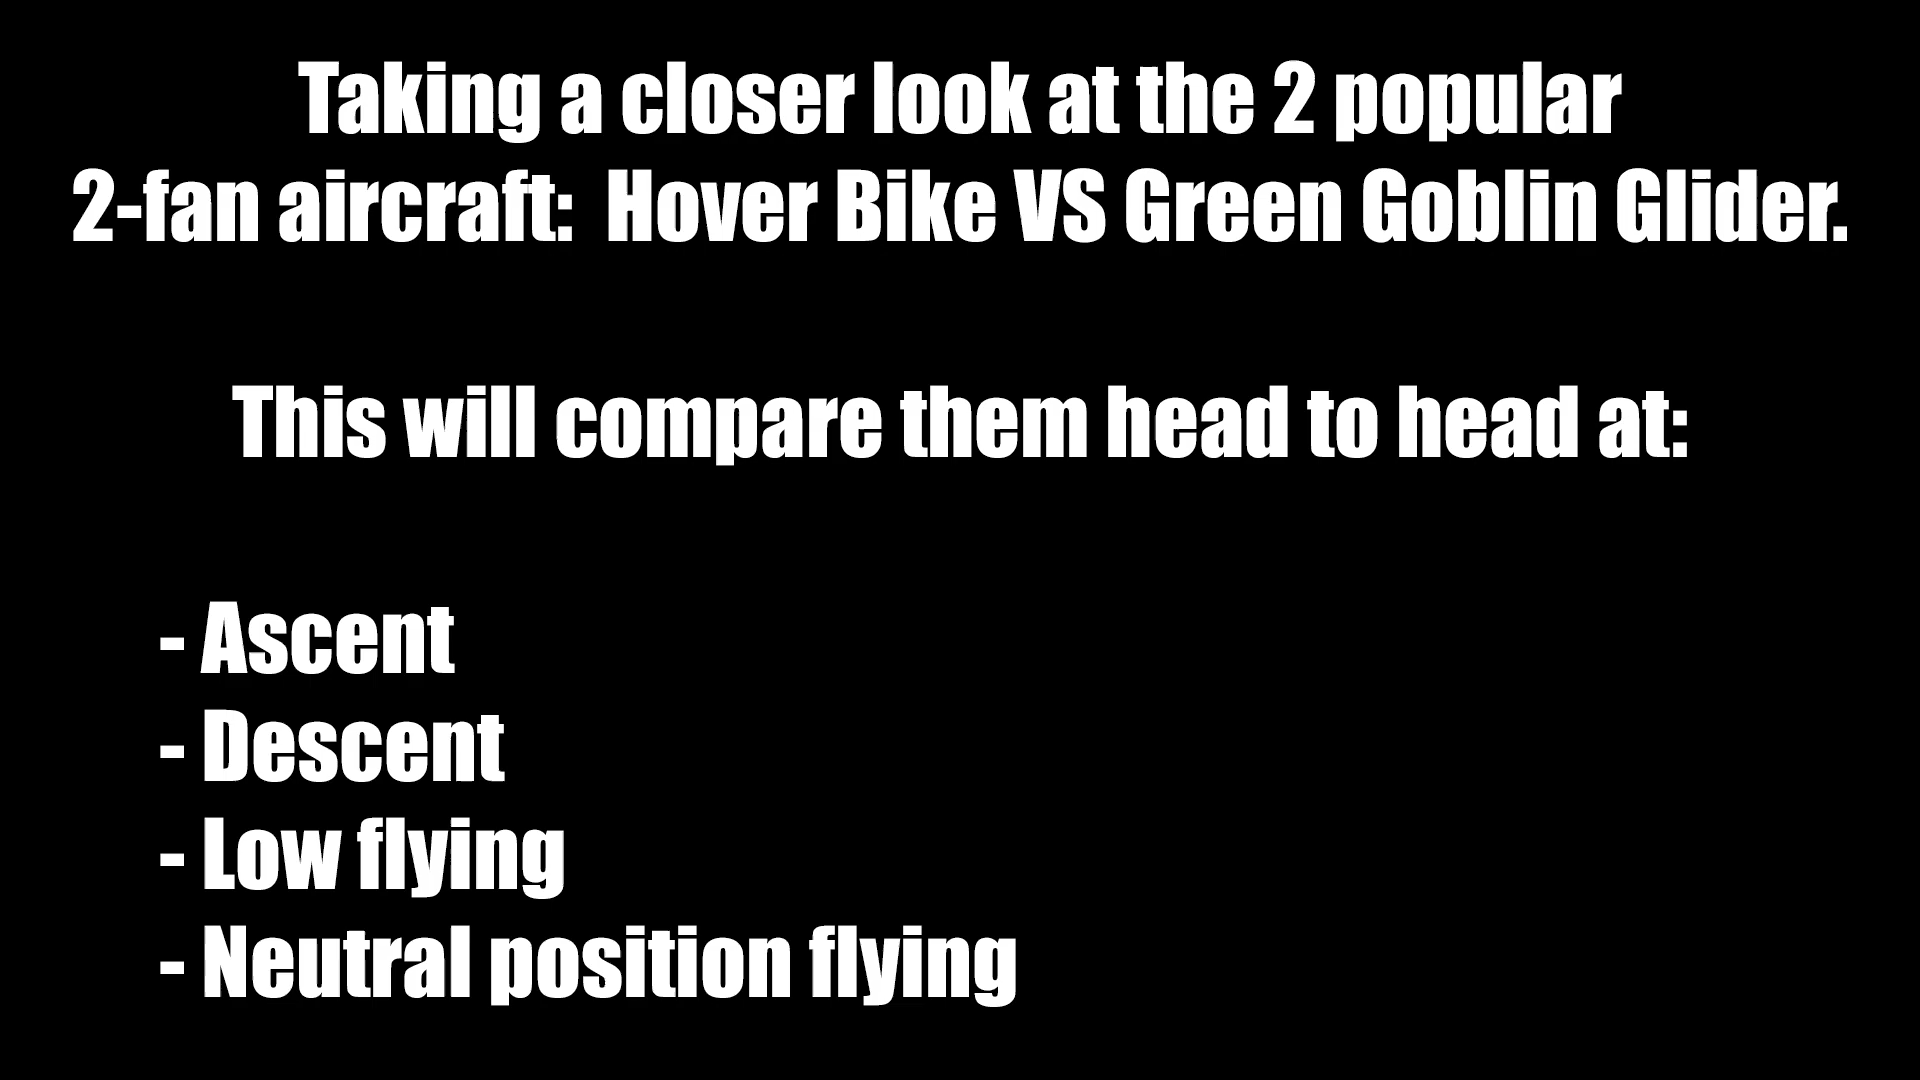 Taking a closer look at the 2 popular
2-fan aircraft:  Hover Bike VS Green Goblin Glider.
This will compare them head to head at:
- Ascent
- Descent
- Low flying
- Neutral position flying